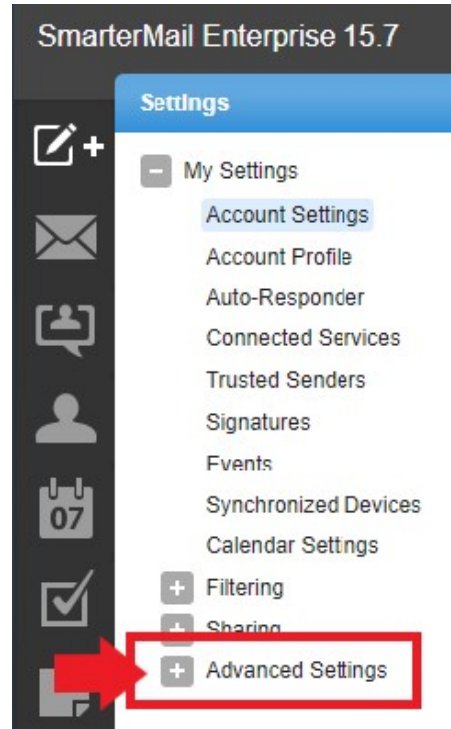 SmarterMail Enterprise 15.7
Settings
My Settings
Account Settings
Account Profile
Auto-Responder
Connected Services
Trusted Senders
Signatures
Events
Synchronized Devices
07
Calendar Settings
Filtering
Sharing
Advanced Settings